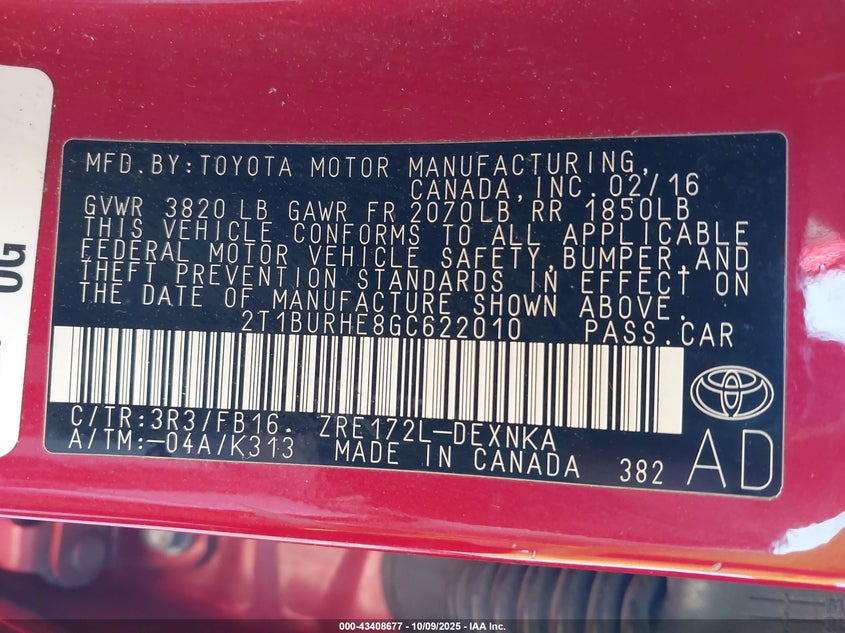 MFD.BY:TOYOTA MOTOR MANUFACTURING,
CANADA,INC.02/16
GVWR 3820 LB GAWR FR 2070LB RR 1850LB
THIS VEHICLE CONFORMS TO ALL APPLICABLE
FEDERAL MOTOR VEHICLE SAFETY,BUMPER,AND
THEFT PREVENTION STANDARDS IN EFFECT ON
THE DATE OF MANUFACTURE SHOWN ABOVE.
2T1BURHE8GC622010 PASS.CAR
C/TR:3R3/FB16. ZRE172L-DEXNKA
A/TM:-04A/K313 MADE IN CANADA 382
AD
0G
000-43408677 - 10/09/2025 - IAA Inc.